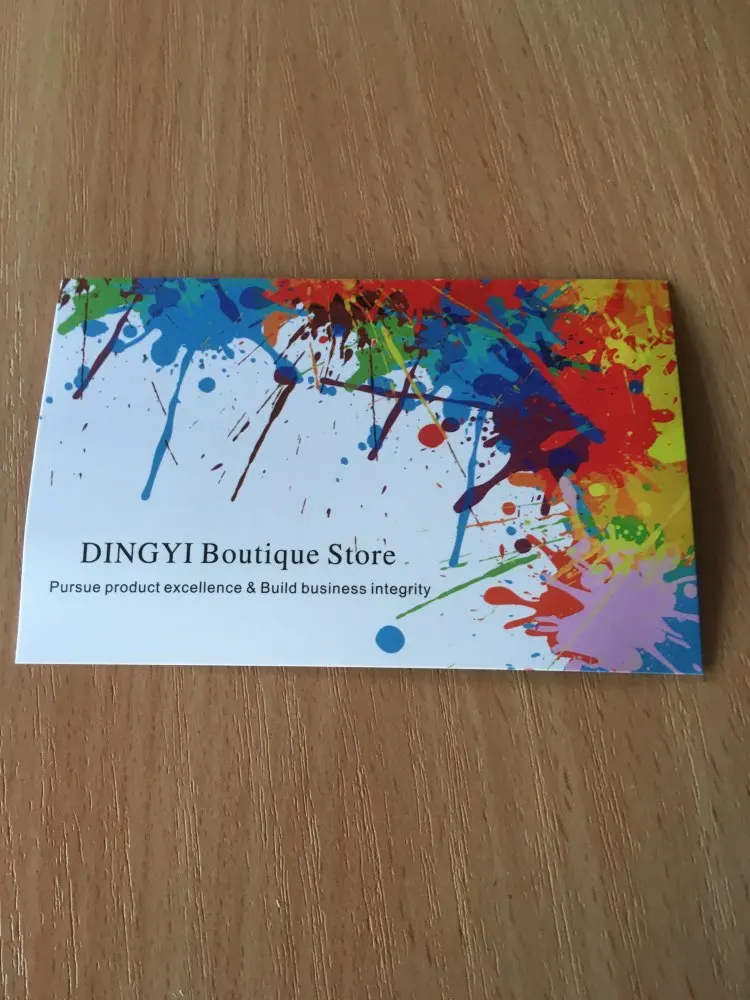 DINGYI Boutique Store
Pursue product excellence & Build business integrity